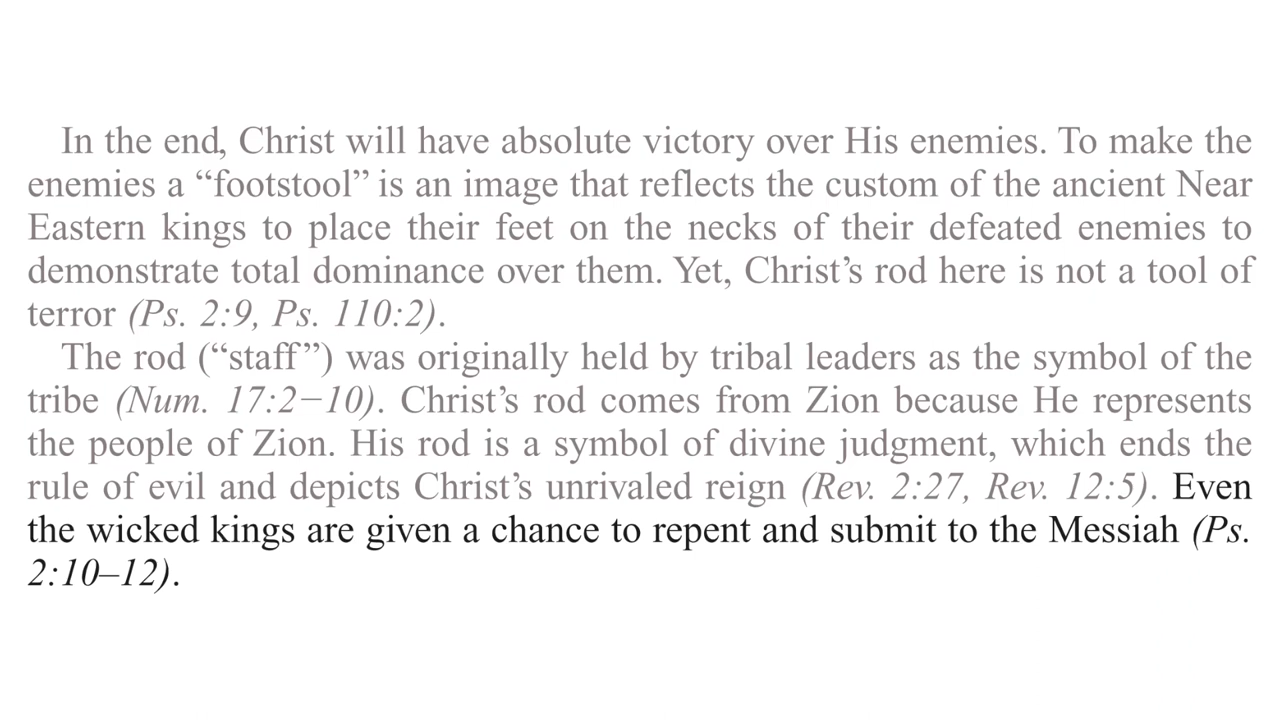 In the end, Christ will have absolute victory over His enemies. To make the
enemies a “footstool” is an image that reflects the custom of the ancient Near
Eastern kings to place their feet on the necks of their defeated enemies to
demonstrate total dominance over them. Yet, Christ’s rod here is not a tool of
terror (Ps. 2:9, Ps. 110:2).
The rod (“staff”) was originally held by tribal leaders as the symbol of the
tribe (Num. 17:2−10). Christ’s rod comes from Zion because He represents
the people of Zion. His rod is a symbol of divine judgment, which ends the
rule of evil and depicts Christ’s unrivaled reign (Rev. 2:27, Rev. 12:5). Even
the wicked kings are given a chance to repent and submit to the Messiah (Ps.
2:10–12).